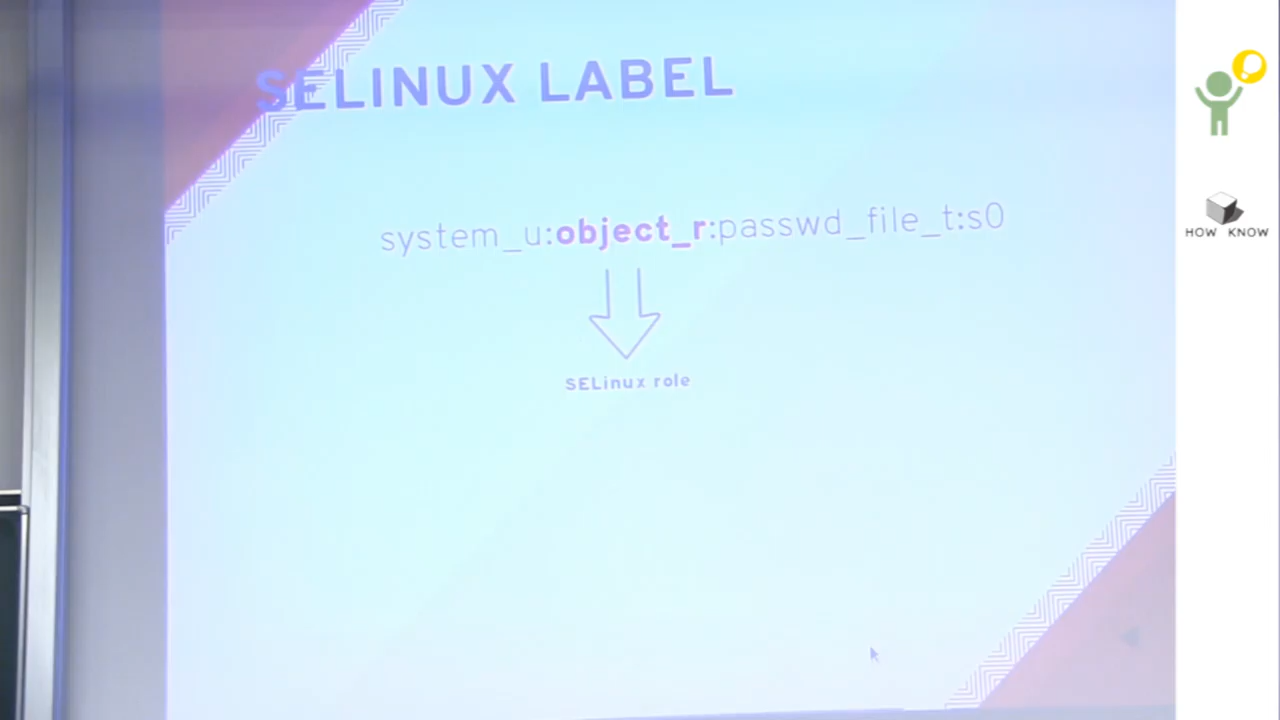 SELINUX LABEL
system_u:object_r:passwd_file_t:s0
SELinux role
HOW KNOW